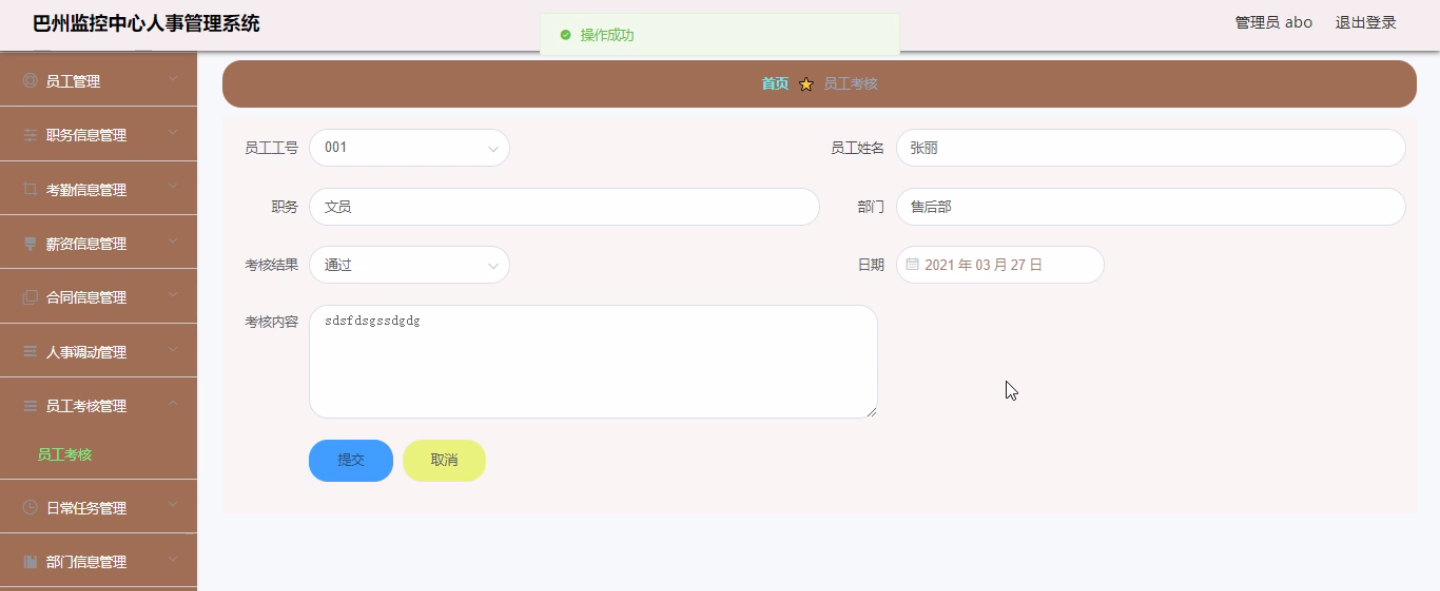 巴州监控中心人事管理系统
操作成功
管理员 abo 退出登录
员工管理
职务信息管理
考勤信息管理
薪资信息管理
合同信息管理
人事调动管理
员工考核管理
员工考核
日常任务管理
部门信息管理
首页 员工考核
员工工号 001 员工姓名 张丽
职务 文员 部门 售后部
考核结果 通过 日期 2021 年 03 月 27 日
考核内容 sdsfdsgssdgdg
提交 取消